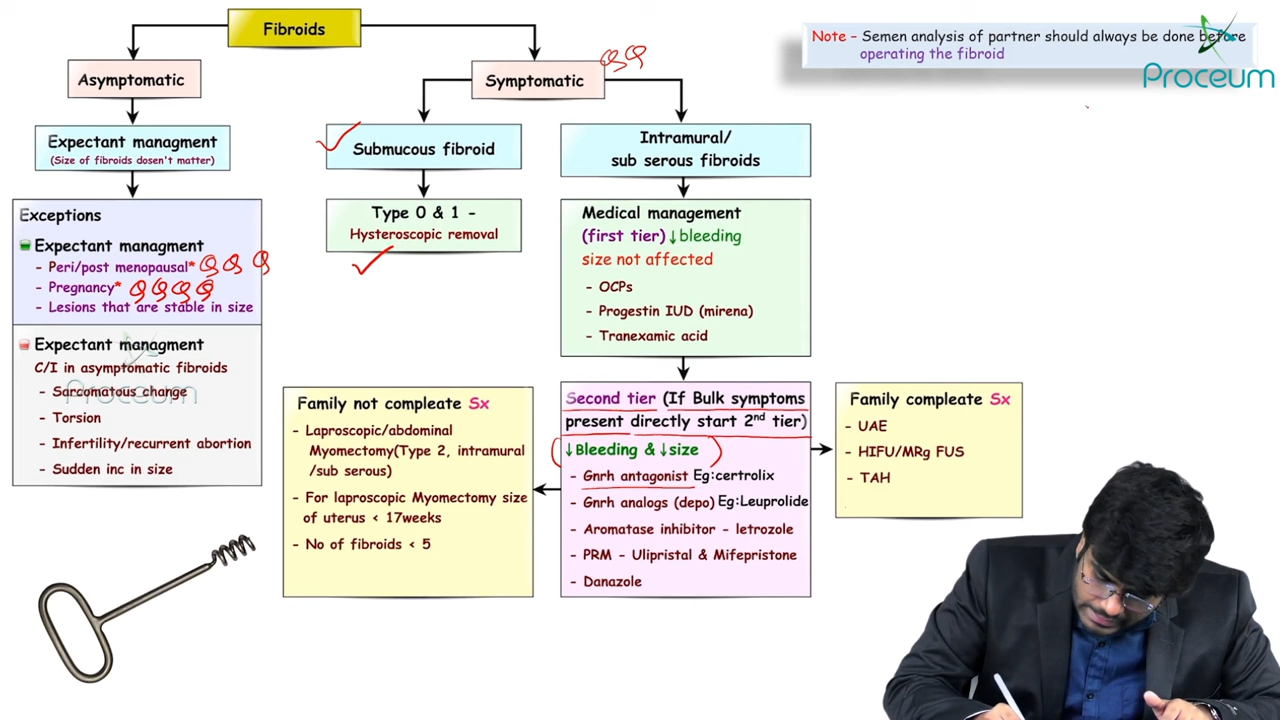 Fibroids
Note – Semen analysis of partner should always be done before
operating the fibroid
Proceum
Asymptomatic
Symptomatic
Expectant managment
(Size of fibroids dosen't matter)
Submucous fibroid
Intramural/
sub serous fibroids
Exceptions
Expectant managment
- Peri/post menopausal*
- Pregnancy*
- Lesions that are stable in size
Expectant managment
C/I in asymptomatic fibroids
- Sarcomatous change
- Torsion
- Infertility/recurrent abortion
- Sudden inc in size
Proceum
Type 0 & 1 -
Hysteroscopic removal
Medical management
(first tier) ↓bleeding
size not affected
- OCPs
- Progestin IUD (mirena)
- Tranexamic acid
Family not compleate Sx
- Laproscopic/abdominal
Myomectomy(Type 2, intramural
/sub serous)
- For laproscopic Myomectomy size
of uterus < 17weeks
- No of fibroids < 5
Second tier (If Bulk symptoms
present directly start 2nd tier)
↓Bleeding & ↓size
- Gnrh antagonist Eg:certrolix
- Gnrh analogs (depo) Eg:Leuprolide
- Aromatase inhibitor - letrozole
- PRM - Ulipristal & Mifepristone
- Danazole
Family compleate Sx
- UAE
- HIFU/MRg FUS
- TAH